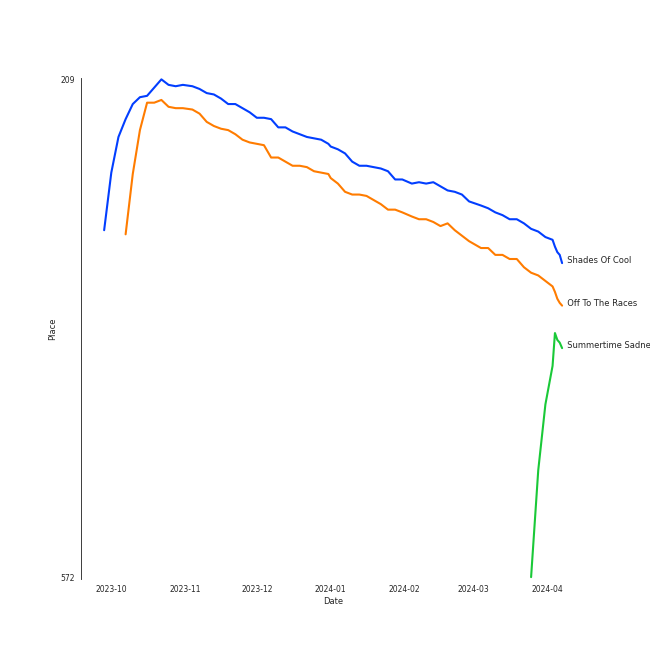 209
Shades Of Cool
Off To The Races
Place
Summertime Sadne
572
2023-10 2023-11 2023-12 2024-01 2024-02 2024-03 2024-04
Date